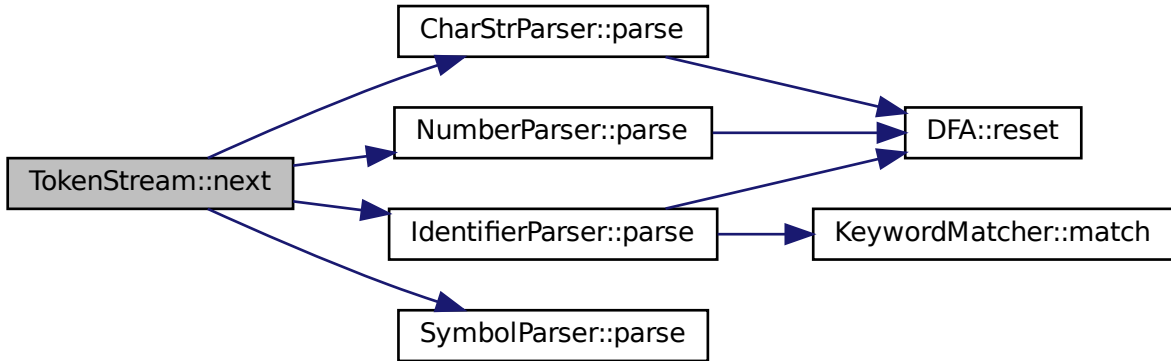 CharStrParser::parse
NumberParser::parse
DFA::reset
TokenStream::next
IdentifierParser::parse
KeywordMatcher::match
SymbolParser::parse